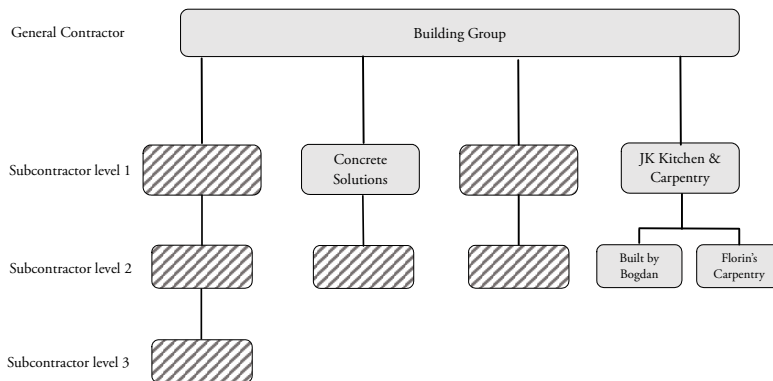 General Contractor
Building Group
Subcontractor level 1
Concrete
Solutions
JK Kitchen &
Carpentry
Subcontractor level 2
Built by
Bogdan
Florin's
Carpentry
Subcontractor level 3